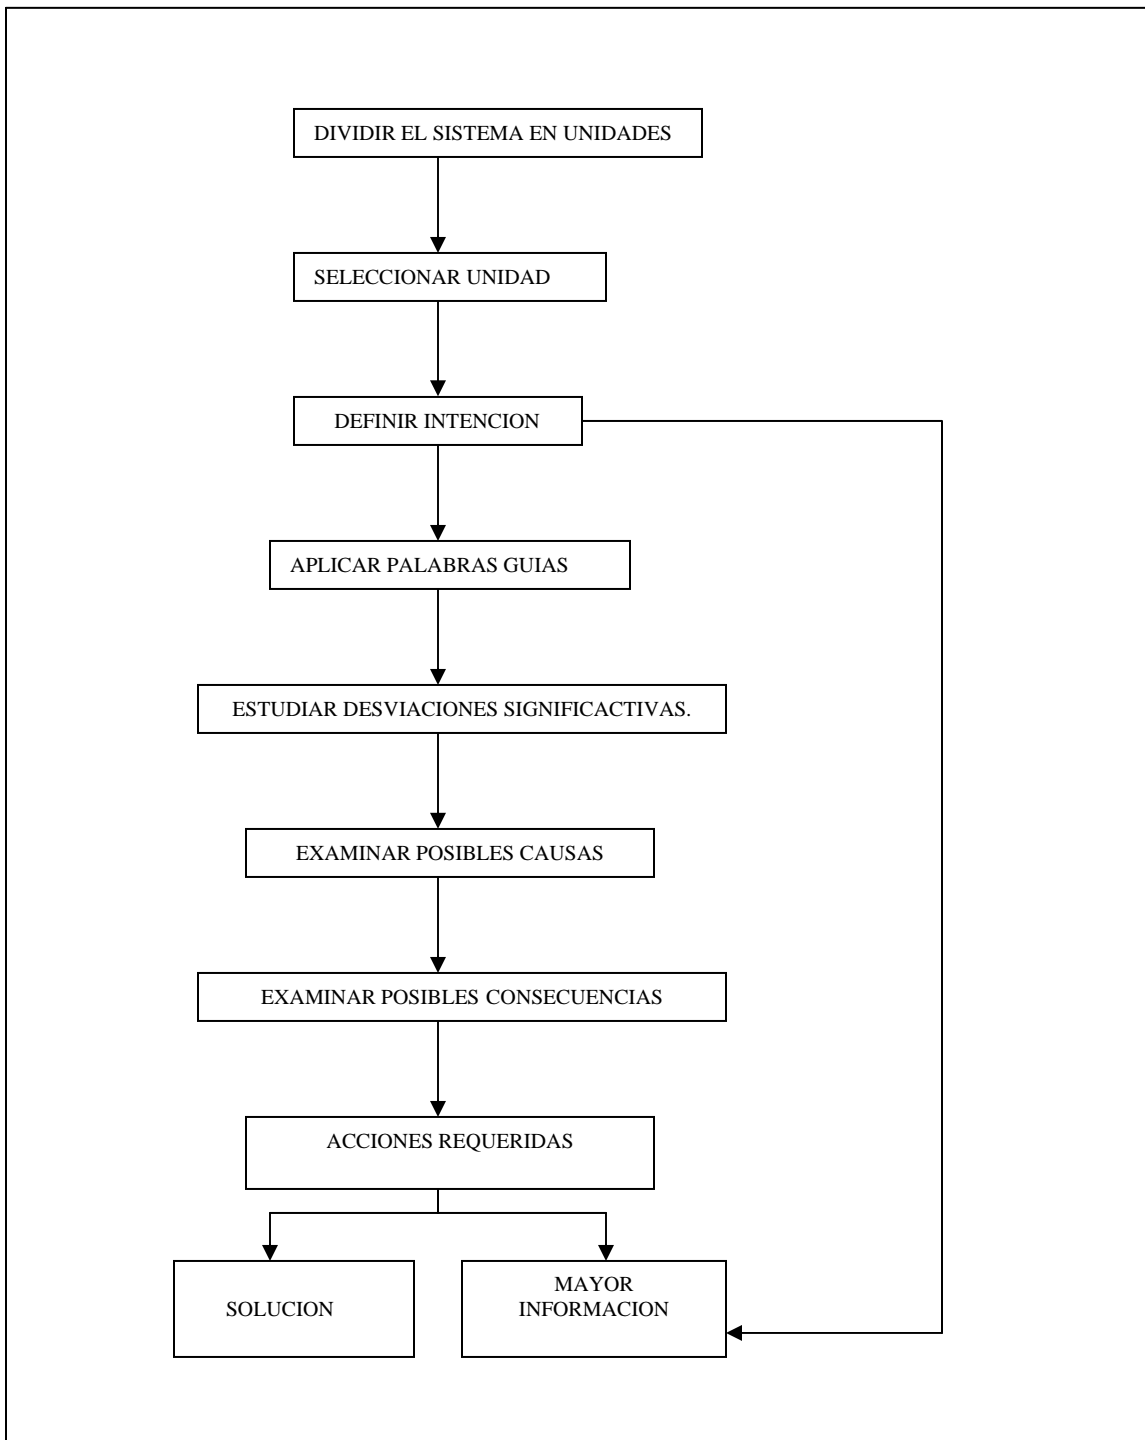 DIVIDIR EL SISTEMA EN UNIDADES
SELECCIONAR UNIDAD
DEFINIR INTENCION
APLICAR PALABRAS GUIAS
ESTUDIAR DESVIACIONES SIGNIFICACTIVAS.
EXAMINAR POSIBLES CAUSAS
EXAMINAR POSIBLES CONSECUENCIAS
ACCIONES REQUERIDAS
SOLUCION
MAYOR
INFORMACION